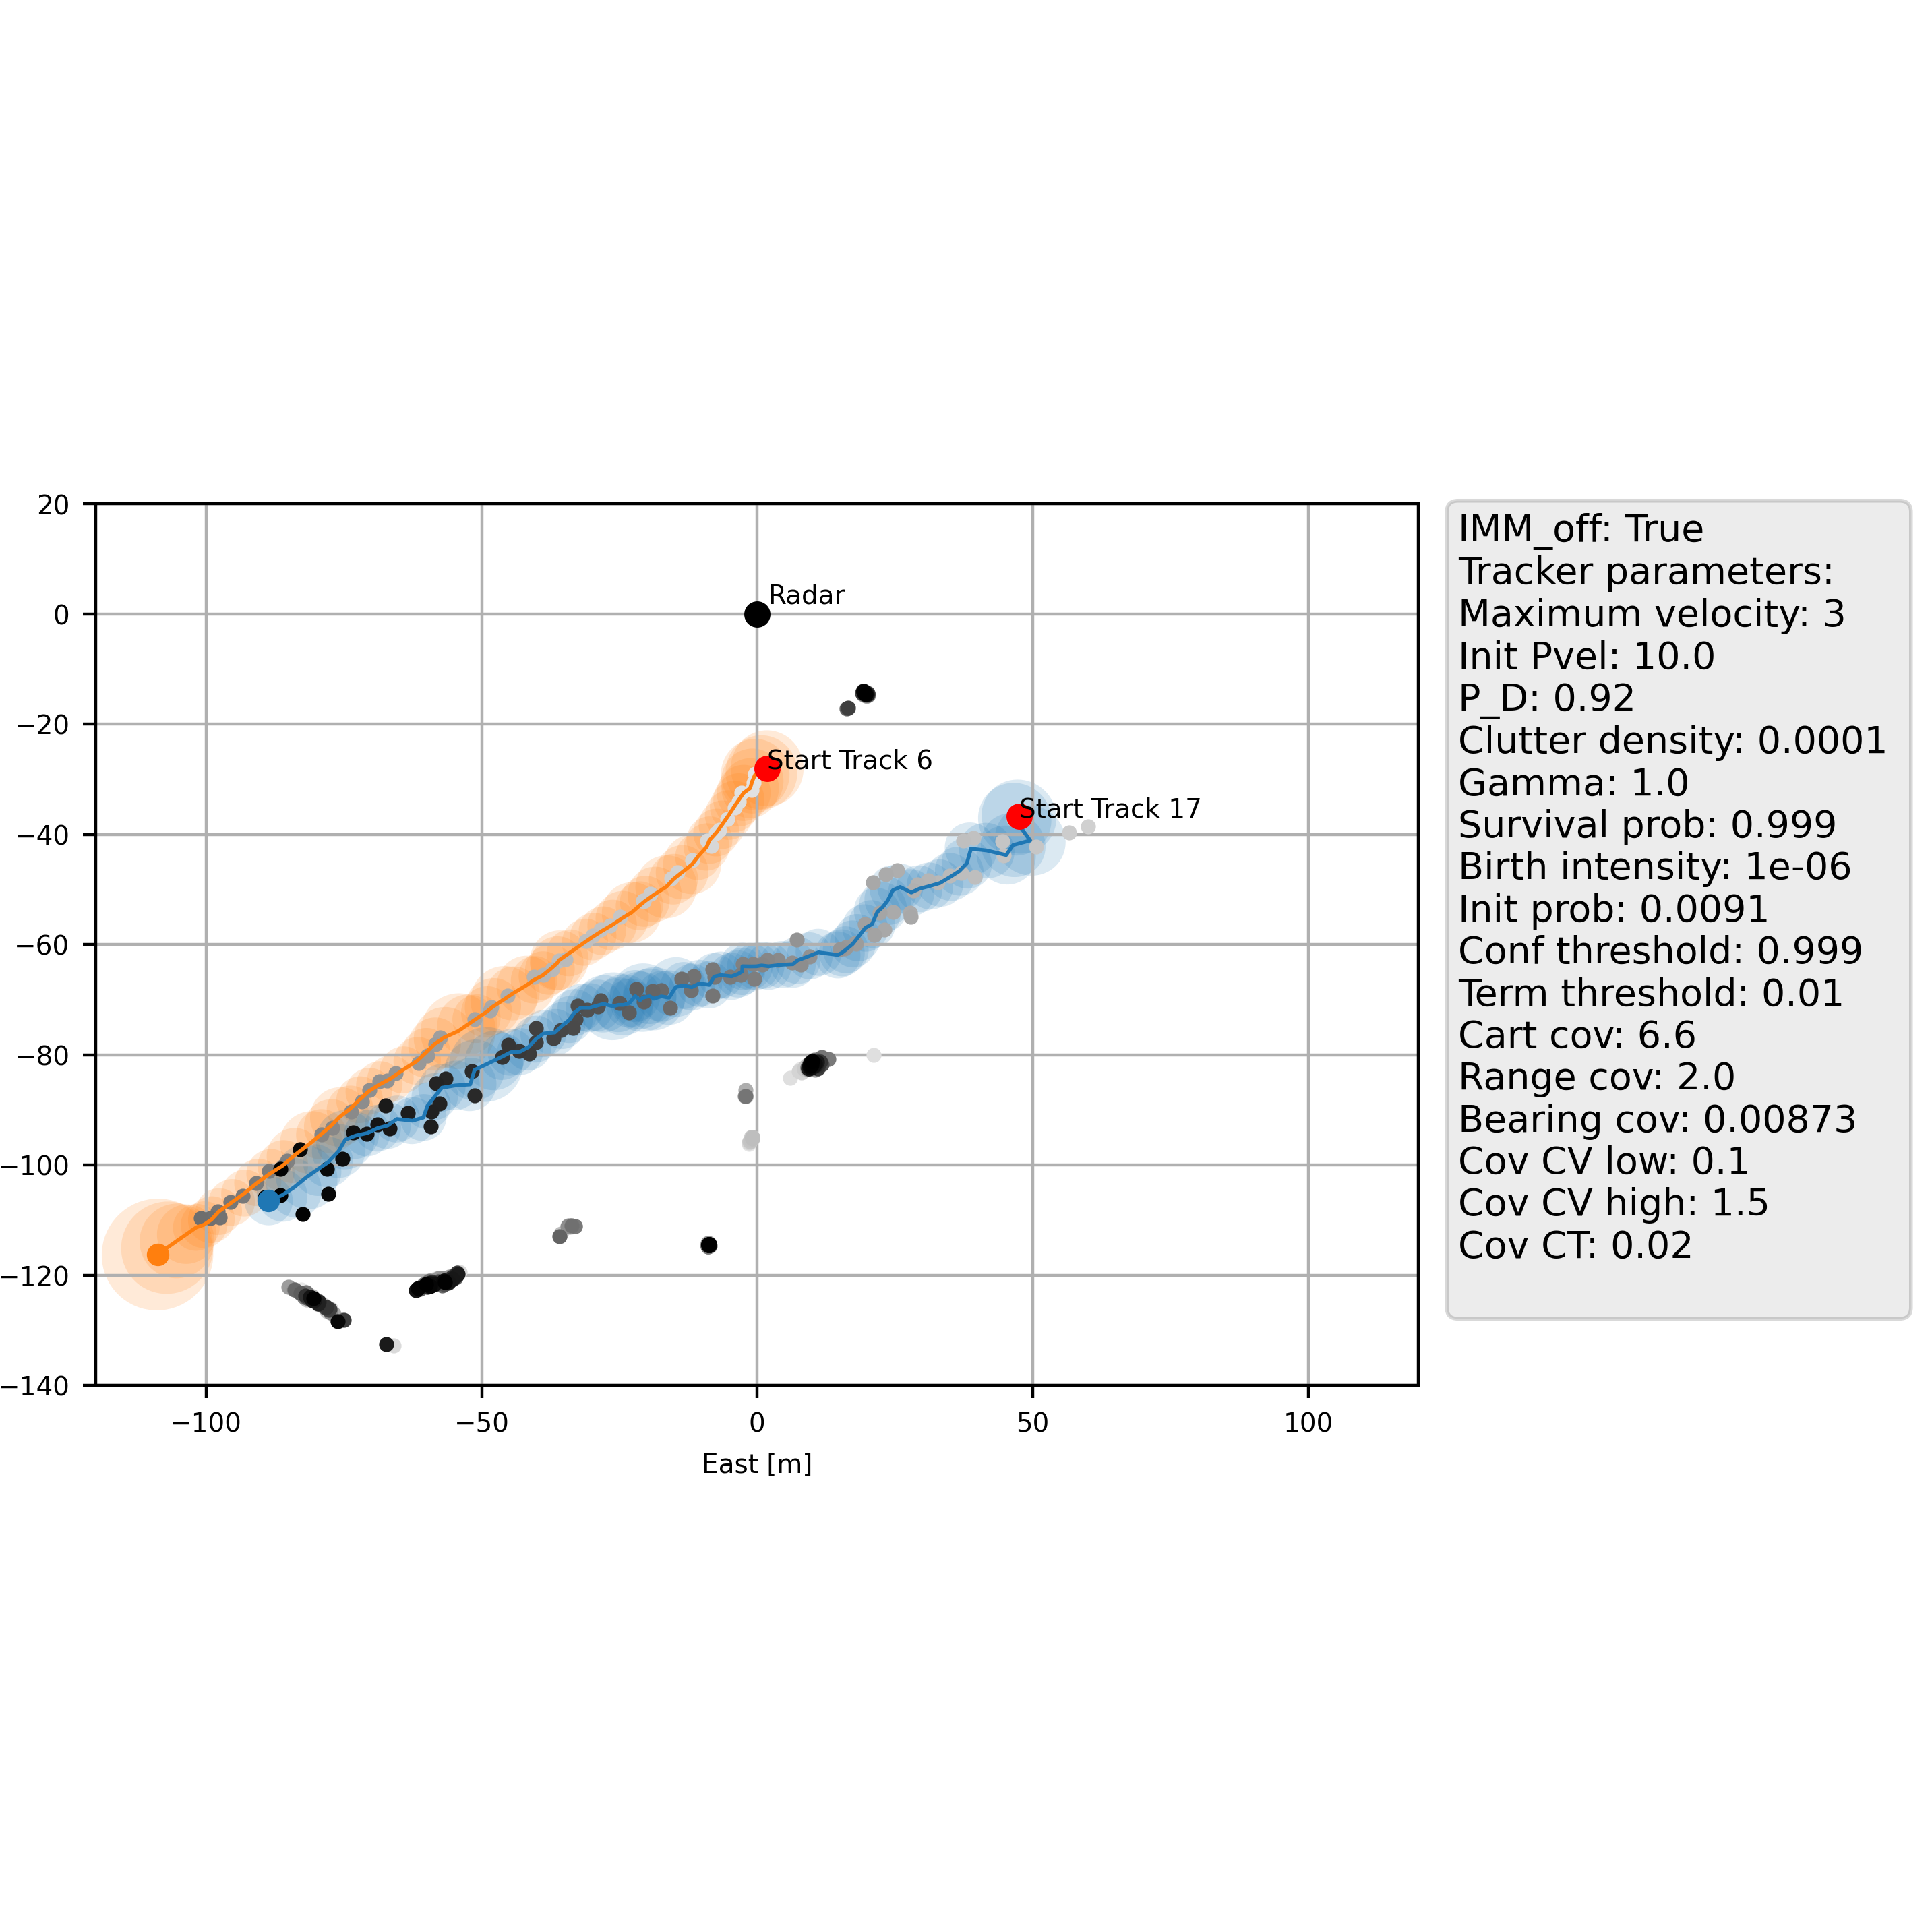 20
0
−20
−40
−60
−80
−100
−120
−140
−100
−50
0
50
100
East [m]
Radar
Start Track 6
Start Track 17
IMM_off: True
Tracker parameters:
Maximum velocity: 3
Init Pvel: 10.0
P_D: 0.92
Clutter density: 0.0001
Gamma: 1.0
Survival prob: 0.999
Birth intensity: 1e-06
Init prob: 0.0091
Conf threshold: 0.999
Term threshold: 0.01
Cart cov: 6.6
Range cov: 2.0
Bearing cov: 0.00873
Cov CV low: 0.1
Cov CV high: 1.5
Cov CT: 0.02